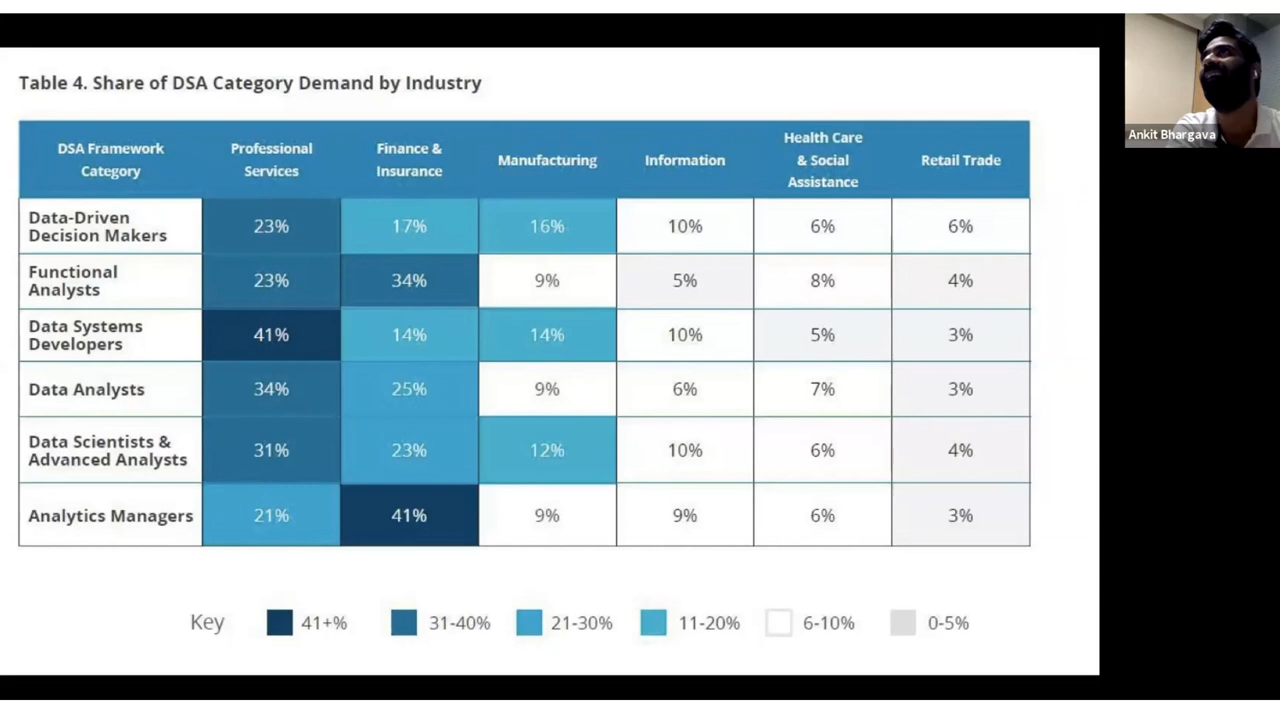 Table 4. Share of DSA Category Demand by Industry
Ankit Bhargava
DSA Framework
Category
Professional
Services
Finance &
Insurance
Manufacturing
Information
Health Care
& Social
Assistance
Retail Trade
Data-Driven
Decision Makers
23% 17% 16% 10% 6% 6%
Functional
Analysts
23% 34% 9% 5% 8% 4%
Data Systems
Developers
41% 14% 14% 10% 5% 3%
Data Analysts 34% 25% 9% 6% 7% 3%
Data Scientists &
Advanced Analysts
31% 23% 12% 10% 6% 4%
Analytics Managers 21% 41% 9% 9% 6% 3%
Key 41+% 31-40% 21-30% 11-20% 6-10% 0-5%